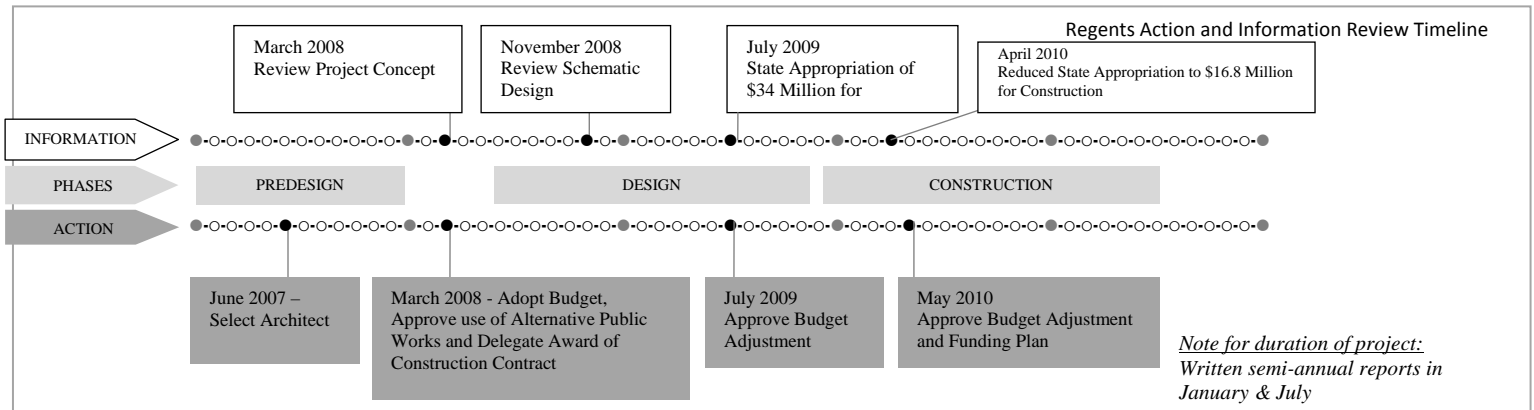 Regents Action and Information Review Timeline
March 2008
Review Project Concept
November 2008
Review Schematic
Design
July 2009
State Appropriation of
$34 Million for
April 2010
Reduced State Appropriation to $16.8 Million
for Construction
INFORMATION
PHASES
PREDESIGN
DESIGN
CONSTRUCTION
ACTION
June 2007 –
Select Architect
March 2008 - Adopt Budget,
Approve use of Alternative Public
Works and Delegate Award of
Construction Contract
July 2009
Approve Budget
Adjustment
May 2010
Approve Budget Adjustment
and Funding Plan
Note for duration of project:
Written semi-annual reports in
January & July